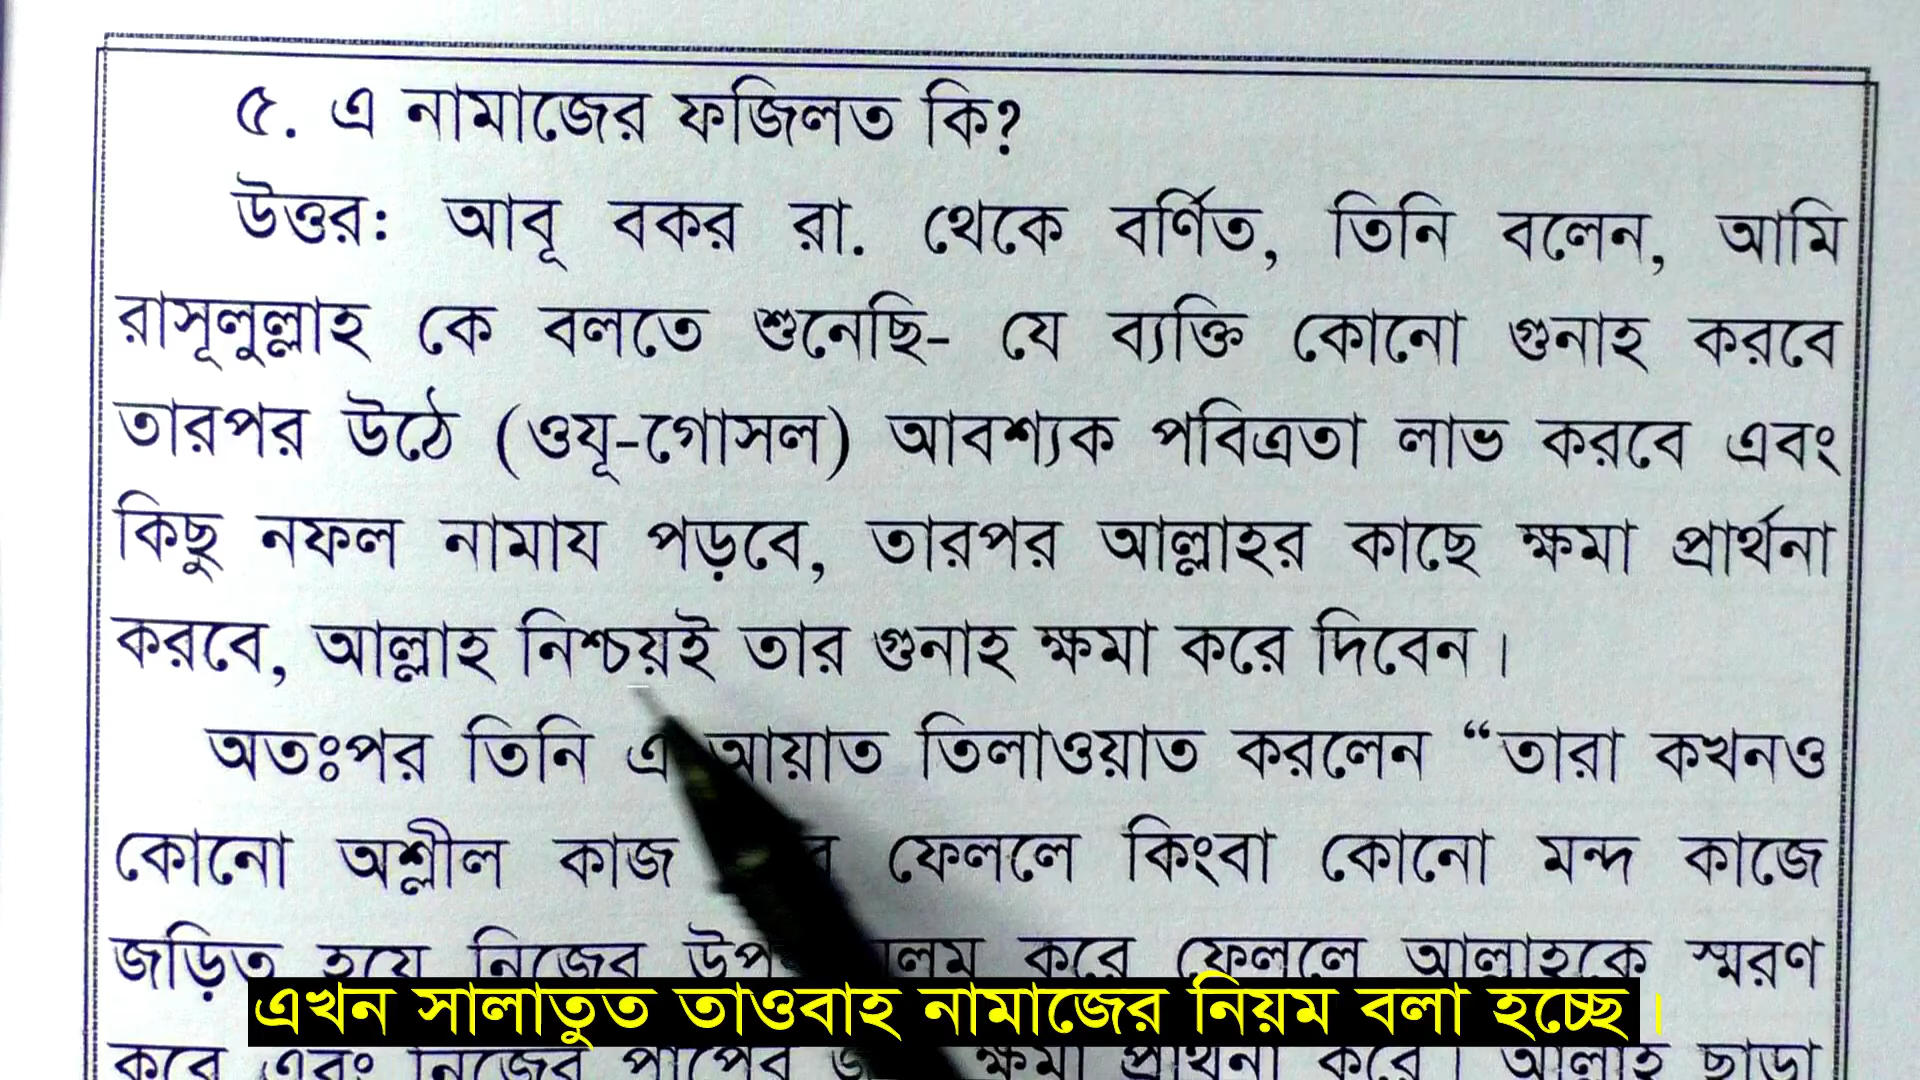 ৫. এ নামাজের ফজিলত কি?
উত্তর: আবূ বকর রা. থেকে বর্ণিত, তিনি বলেন, আমি
রাসূলুল্লাহ কে বলতে শুনেছি- যে ব্যক্তি কোনো গুনাহ করবে
তারপর উঠে (ওযূ-গোসল) আবশ্যক পবিত্রতা লাভ করবে এবং
কিছু নফল নামায পড়বে, তারপর আল্লাহর কাছে ক্ষমা প্রার্থনা
করবে, আল্লাহ নিশ্চয়ই তার গুনাহ ক্ষমা করে দিবেন।
অতঃপর তিনি এ আয়াত তিলাওয়াত করলেন “তারা কখনও
কোনো অশ্লীল কাজ ফেললে কিংবা কোনো মন্দ কাজে
জড়িত হয়ে নিজের করে ফেললে আল্লাহকে স্মরণ
এখন সালাতুত তাওবাহ নামাজের নিয়ম বলা হচ্ছে।
করে এবং নিজের পাপের ক্ষমা প্রার্থনা করে। আল্লাহ ছাড়া